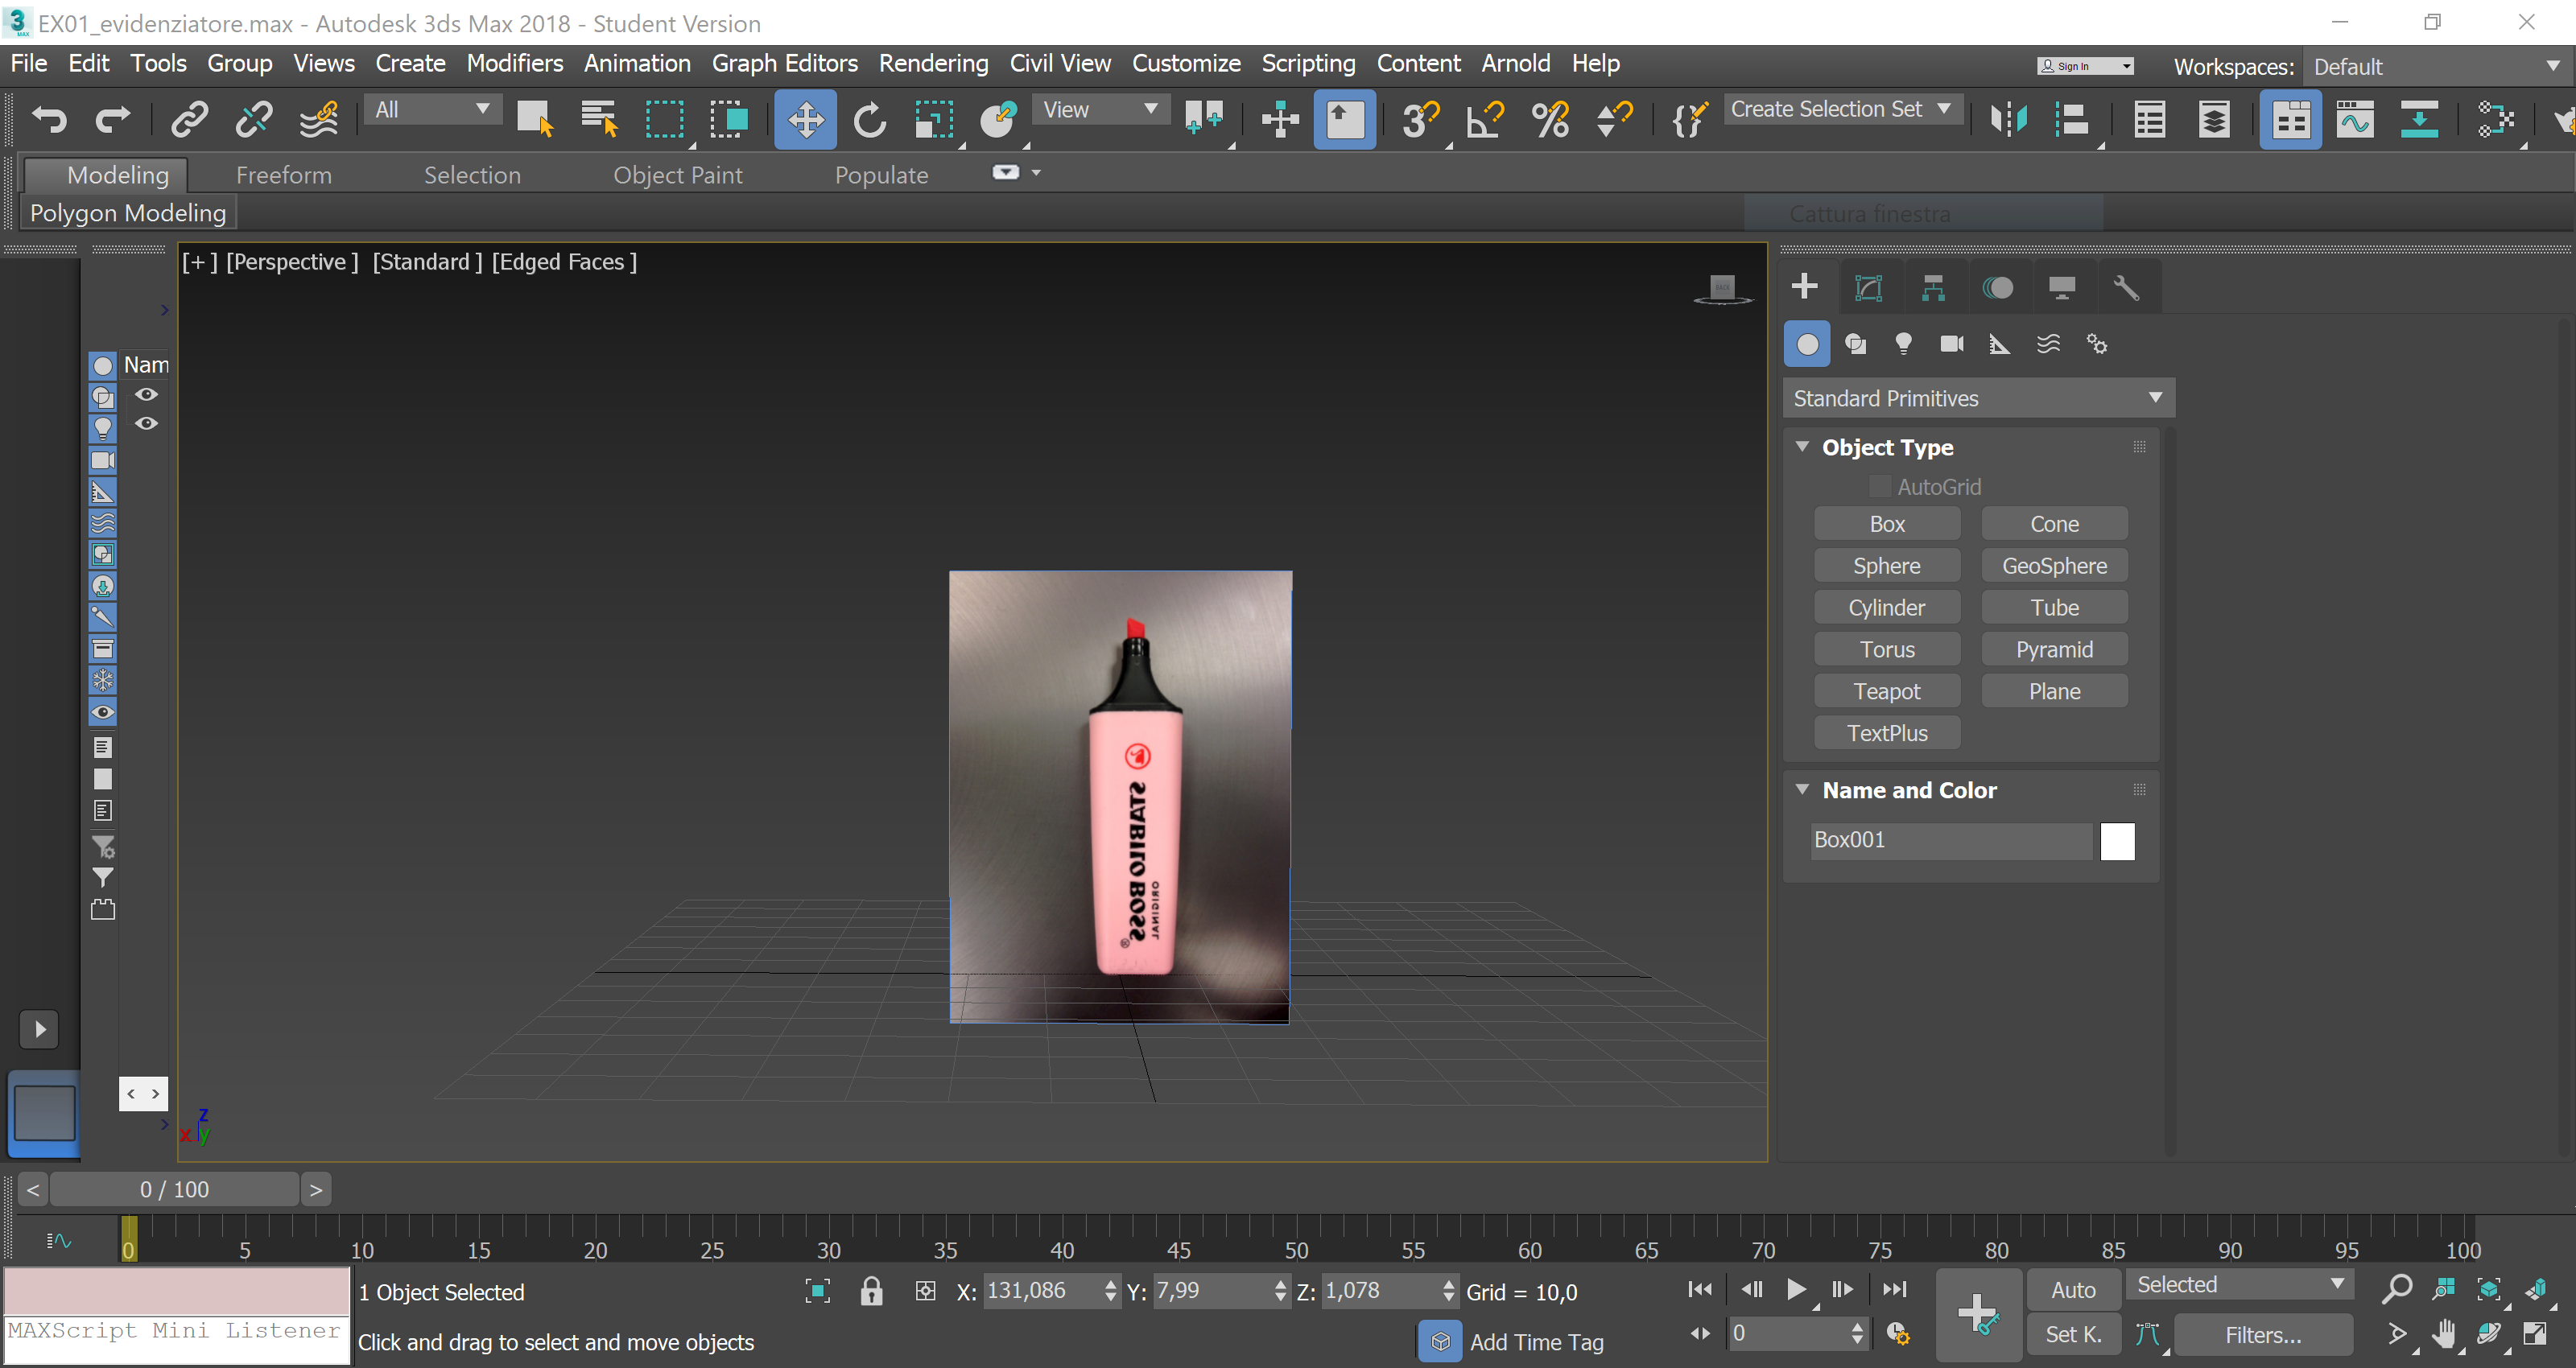 EX01_evidenziatore.max - Autodesk 3ds Max 2018 - Student Version
File Edit Tools Group Views Create Modifiers Animation Graph Editors Rendering Civil View Customize Scripting Content Arnold Help
Sign In
Workspaces: Default
All
View
Create Selection Set
Modeling Freeform Selection Object Paint Populate
Polygon Modeling
Cattura finestra
[+] [Perspective] [Standard] [Edged Faces]
Nam
BACK
STABILO BOSS
ORIGINAL
®
z
x y
Standard Primitives
Object Type
AutoGrid
Box Cone
Sphere GeoSphere
Cylinder Tube
Torus Pyramid
Teapot Plane
TextPlus
Name and Color
Box001
< >
< 0 / 100 >
0 5 10 15 20 25 30 35 40 45 50 55 60 65 70 75 80 85 90 95 100
1 Object Selected
X: 131,086 Y: 7,99 Z: 1,078 Grid = 10,0
Auto Selected
MAXScript Mini Listener
Click and drag to select and move objects
Add Time Tag
0
Set K. Filters...